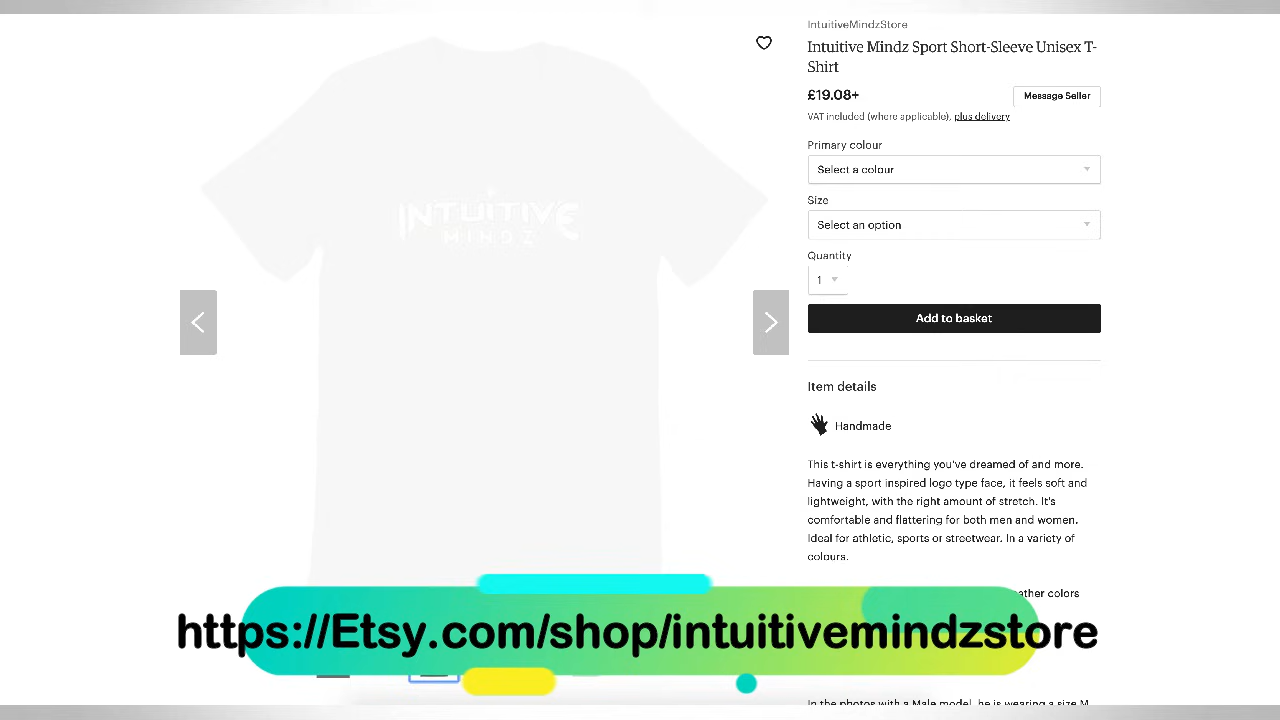 IntuitiveMindzStore
Intuitive Mindz Sport Short-Sleeve Unisex T-
Shirt
£19.08+
Message Seller
VAT included (where applicable), plus delivery
Primary colour
Select a colour
Size
Select an option
Quantity
1
Add to basket
INTUITIVE
MINDZ
Item details
Handmade
This t-shirt is everything you've dreamed of and more.
Having a sport inspired logo type face, it feels soft and
lightweight, with the right amount of stretch. It's
comfortable and flattering for both men and women.
Ideal for athletic, sports or streetwear. In a variety of
colours.
colors
https://Etsy.com/shop/intuitivemindzstore
In the photos with a Male model, he is wearing a size M